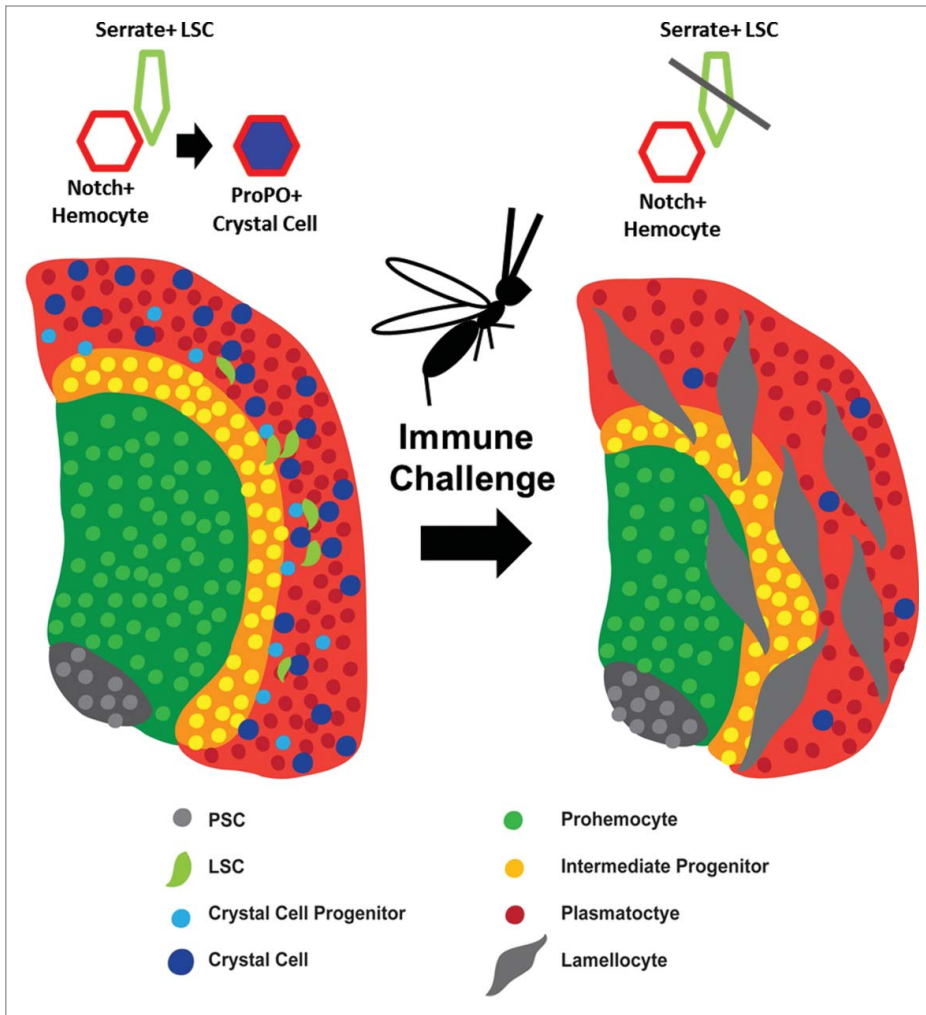 Serrate+ LSC
Serrate+ LSC
Notch+
Hemocyte
ProPO+
Crystal Cell
Notch+
Hemocyte
Immune
Challenge
PSC
Prohemocyte
LSC
Intermediate Progenitor
Crystal Cell Progenitor
Plasmatoctye
Crystal Cell
Lamellocyte